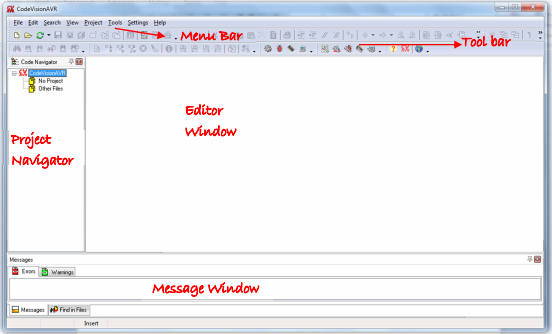 CodeVisionAVR
File Edit Search View Project Tools Settings Help
Menu Bar
Tool bar
Code Navigator
CodeVisionAVR
No Project
Other Files
Project
Navigator
Editor
Window
Messages
Errors Warnings
Message Window
Messages Find in Files
Insert